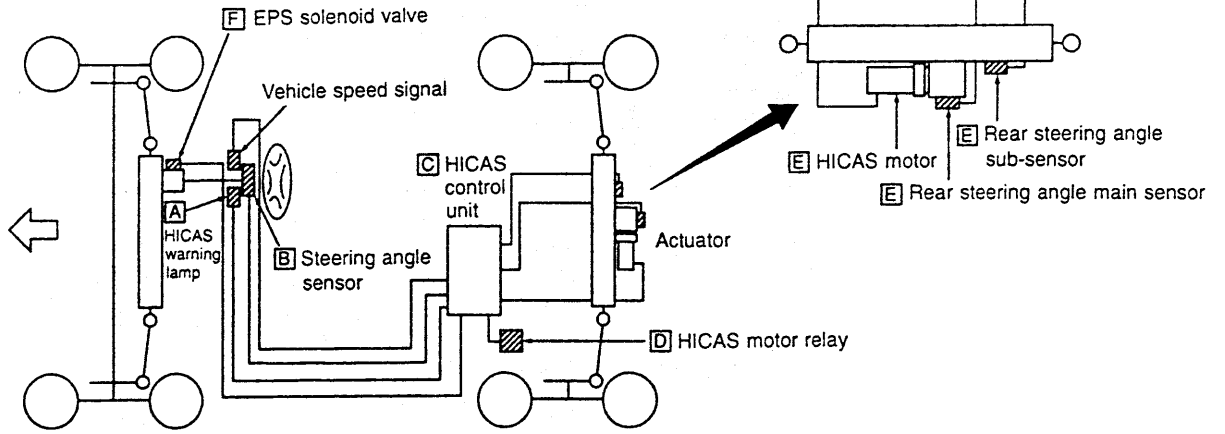 F EPS solenoid valve
Vehicle speed signal
A
HICAS
warning
lamp
B Steering angle
sensor
C HICAS
control
unit
Actuator
D HICAS motor relay
E HICAS motor
E Rear steering angle
sub-sensor
E Rear steering angle main sensor